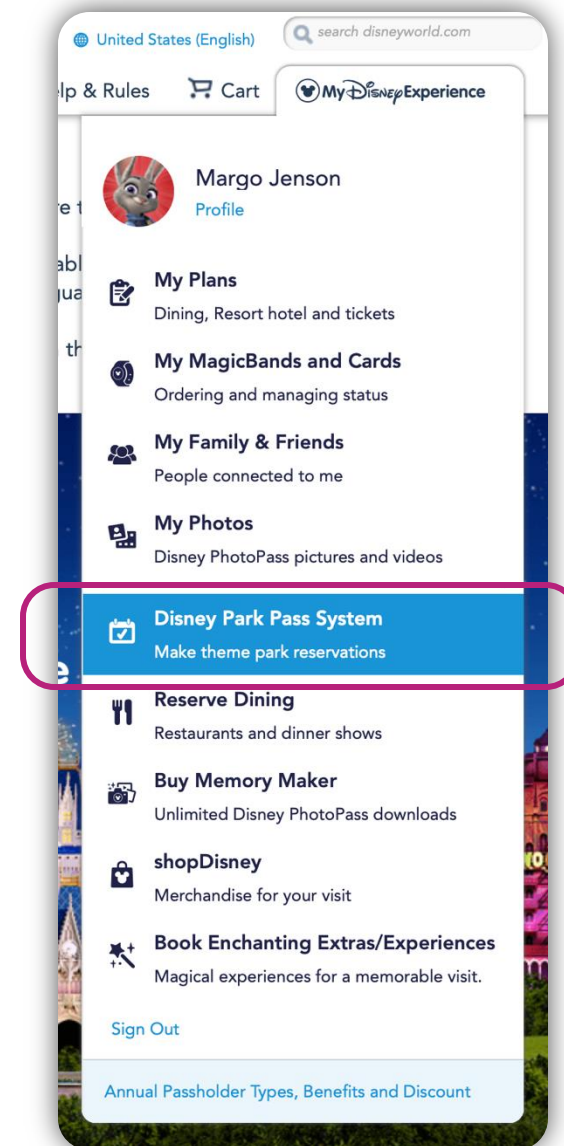 United States (English)
search disneyworld.com
lp & Rules
Cart
My Disney Experience
Margo Jenson
Profile
re t
abl
jua
th
My Plans
Dining, Resort hotel and tickets
My MagicBands and Cards
Ordering and managing status
My Family & Friends
People connected to me
My Photos
Disney PhotoPass pictures and videos
Disney Park Pass System
Make theme park reservations
e
Reserve Dining
Restaurants and dinner shows
Buy Memory Maker
Unlimited Disney PhotoPass downloads
shopDisney
Merchandise for your visit
Book Enchanting Extras/Experiences
Magical experiences for a memorable visit.
Sign Out
Annual Passholder Types, Benefits and Discount